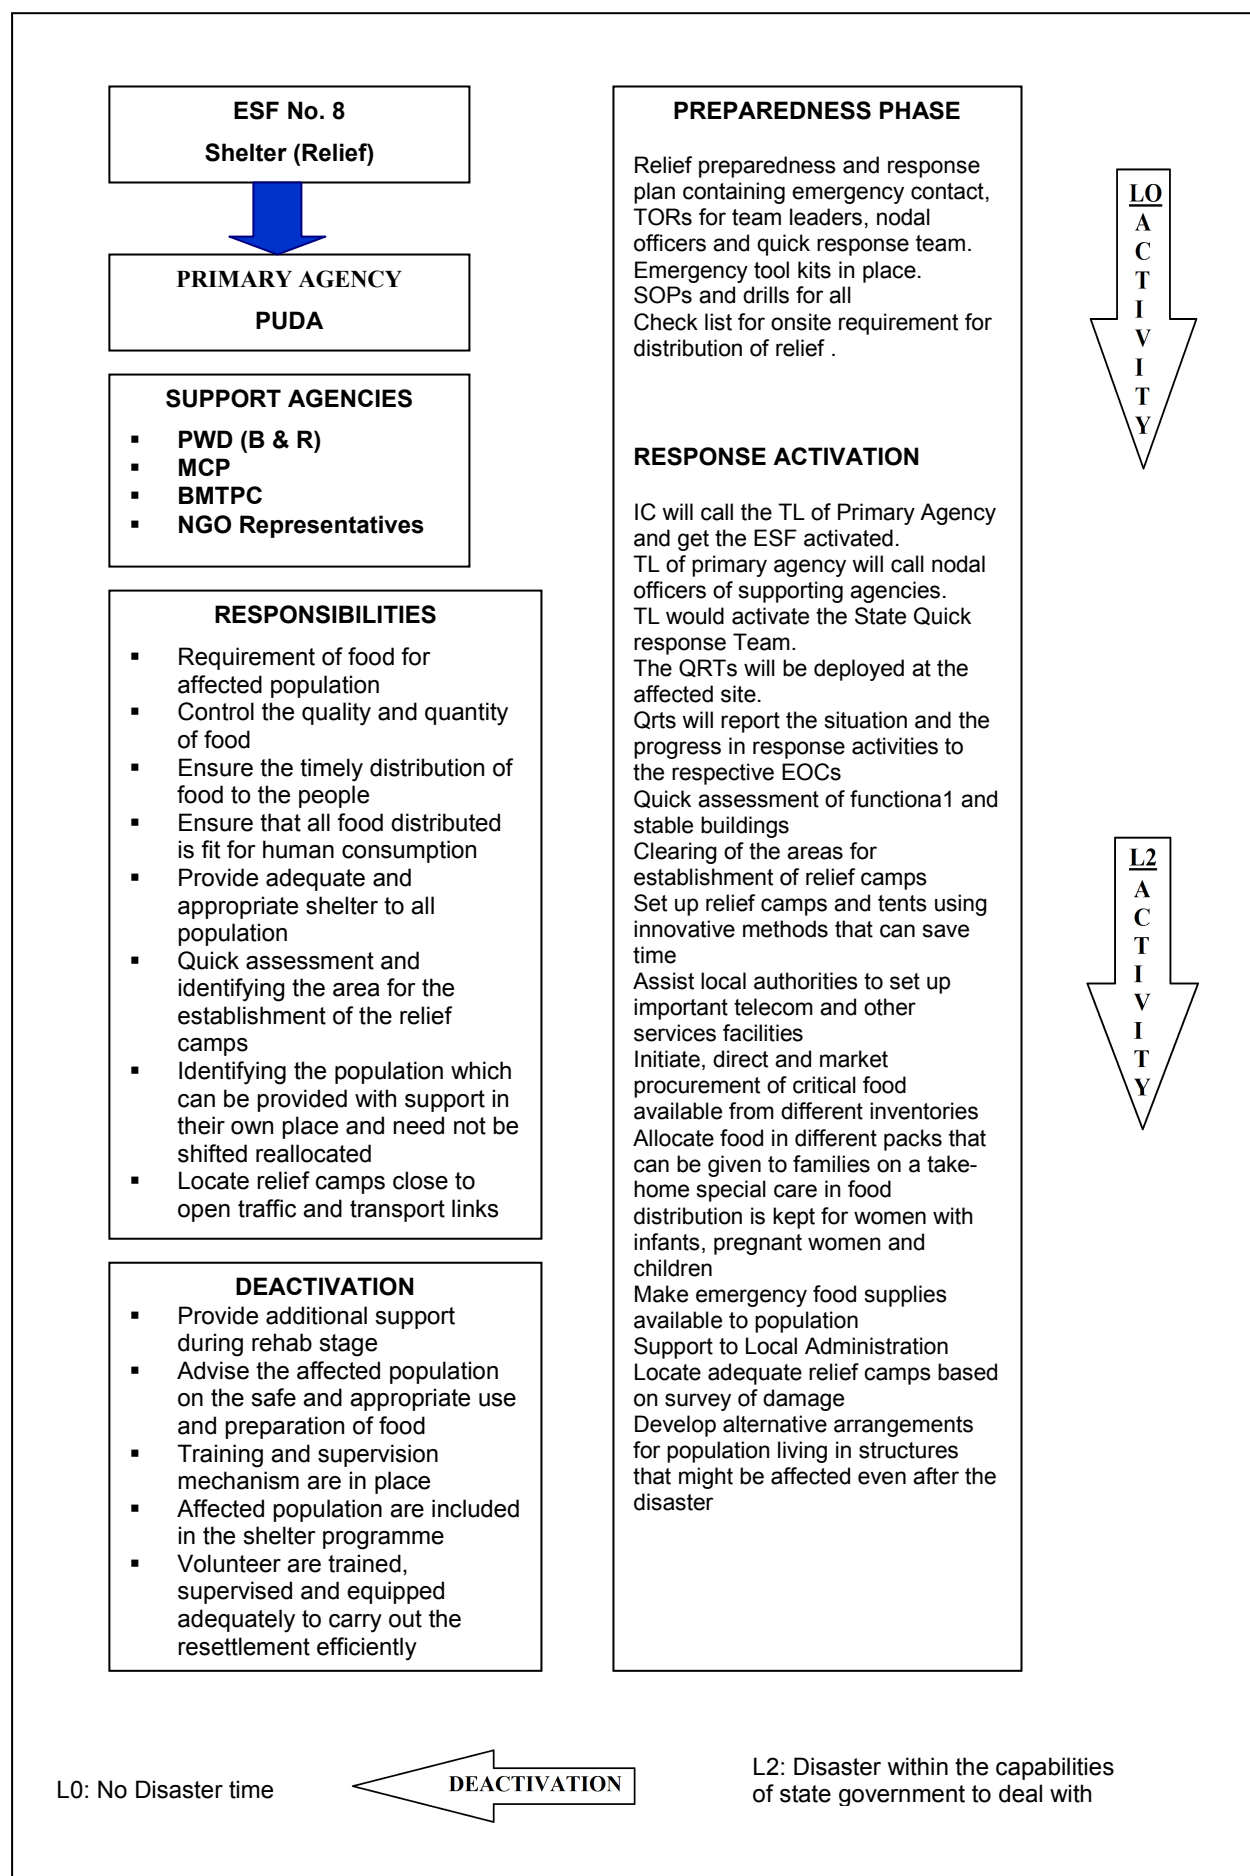 ESF No. 8
Shelter (Relief)
PRIMARY AGENCY
PUDA
SUPPORT AGENCIES
▪ PWD (B & R)
▪ MCP
▪ BMTPC
▪ NGO Representatives
RESPONSIBILITIES
▪ Requirement of food for
affected population
▪ Control the quality and quantity
of food
▪ Ensure the timely distribution of
food to the people
▪ Ensure that all food distributed
is fit for human consumption
▪ Provide adequate and
appropriate shelter to all
population
▪ Quick assessment and
identifying the area for the
establishment of the relief
camps
▪ Identifying the population which
can be provided with support in
their own place and need not be
shifted reallocated
▪ Locate relief camps close to
open traffic and transport links
DEACTIVATION
▪ Provide additional support
during rehab stage
▪ Advise the affected population
on the safe and appropriate use
and preparation of food
▪ Training and supervision
mechanism are in place
▪ Affected population are included
in the shelter programme
▪ Volunteer are trained,
supervised and equipped
adequately to carry out the
resettlement efficiently
PREPAREDNESS PHASE
Relief preparedness and response
plan containing emergency contact,
TORs for team leaders, nodal
officers and quick response team.
Emergency tool kits in place.
SOPs and drills for all
Check list for onsite requirement for
distribution of relief .
RESPONSE ACTIVATION
IC will call the TL of Primary Agency
and get the ESF activated.
TL of primary agency will call nodal
officers of supporting agencies.
TL would activate the State Quick
response Team.
The QRTs will be deployed at the
affected site.
Qrts will report the situation and the
progress in response activities to
the respective EOCs
Quick assessment of functiona1 and
stable buildings
Clearing of the areas for
establishment of relief camps
Set up relief camps and tents using
innovative methods that can save
time
Assist local authorities to set up
important telecom and other
services facilities
Initiate, direct and market
procurement of critical food
available from different inventories
Allocate food in different packs that
can be given to families on a take-
home special care in food
distribution is kept for women with
infants, pregnant women and
children
Make emergency food supplies
available to population
Support to Local Administration
Locate adequate relief camps based
on survey of damage
Develop alternative arrangements
for population living in structures
that might be affected even after the
disaster
LO
A
C
T
I
V
I
T
Y
L2
A
C
T
I
V
I
T
Y
L0: No Disaster time
DEACTIVATION
L2: Disaster within the capabilities
of state government to deal with